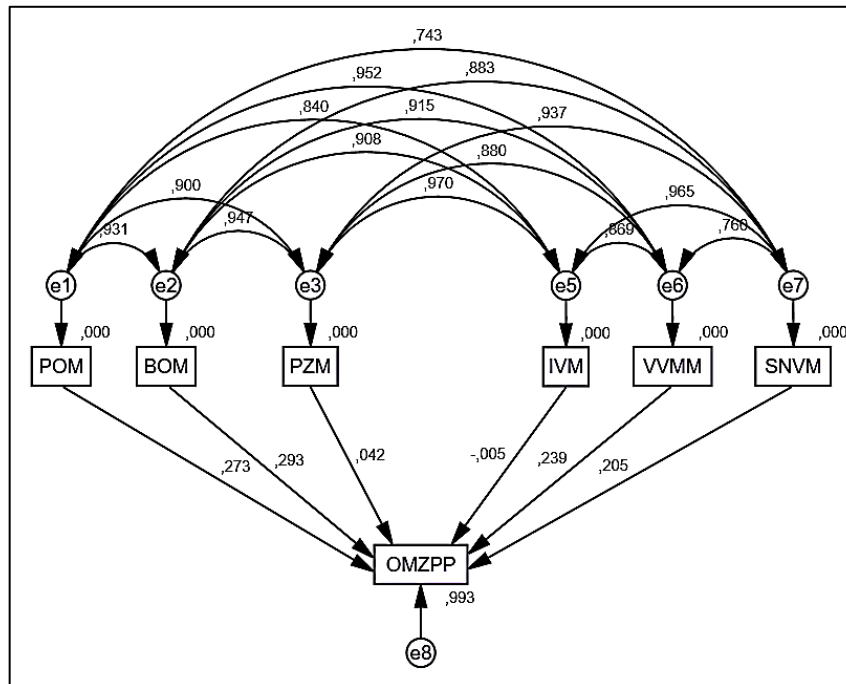 ,743
,952
,883
,840
,915
,937
,908
,880
,900
,970
,965
,931
,947
,869
,760
e1
e2
e3
e5
e6
e7
,000
,000
,000
,000
,000
,000
POM
BOM
PZM
IVM
VVMM
SNVM
,273
,293
,042
-,005
,239
,205
OMZPP
,993
e8